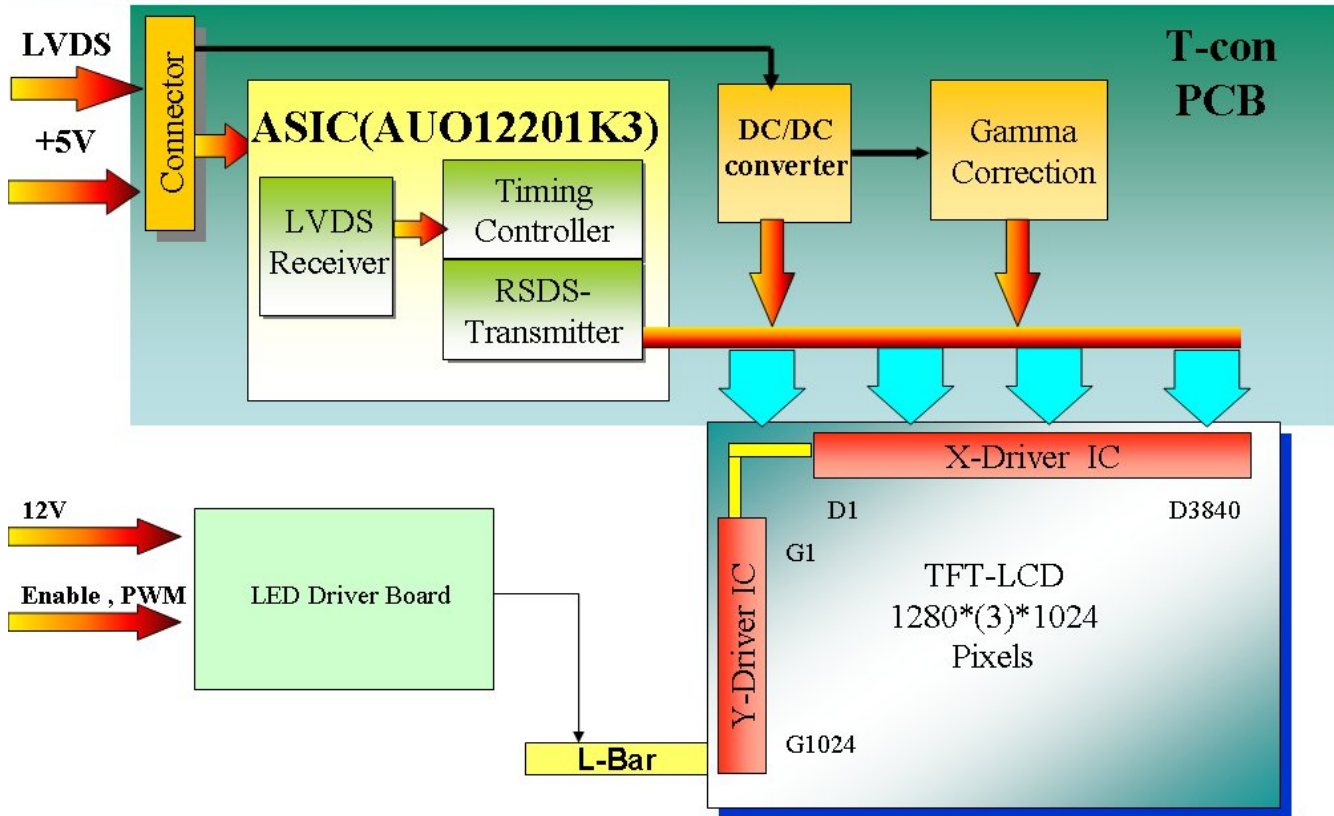 LVDS
+5V
Connector
ASIC(AUO12201K3)
LVDS
Receiver
Timing
Controller
RSDS-
Transmitter
DC/DC
converter
Gamma
Correction
T-con
PCB
X-Driver IC
D1
D3840
G1
Y-Driver IC
G1024
TFT-LCD
1280*(3)*1024
Pixels
12V
Enable , PWM
LED Driver Board
L-Bar